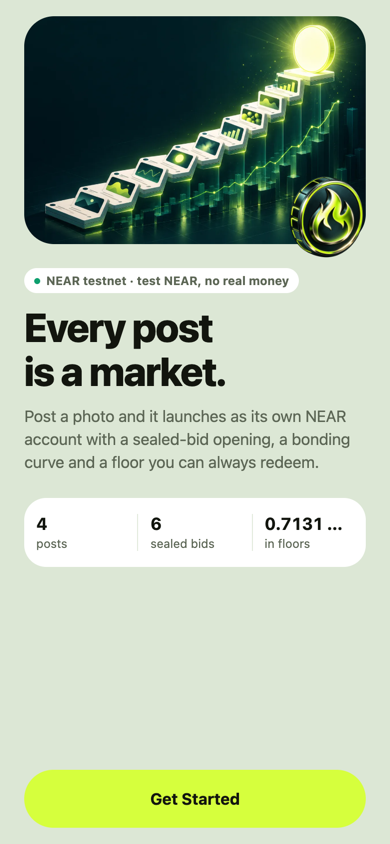 NEAR testnet · test NEAR, no real money
Every post
is a market.
Post a photo and it launches as its own NEAR
account with a sealed-bid opening, a bonding
curve and a floor you can always redeem.
4
posts
6
sealed bids
0.7131 ...
in floors
Get Started